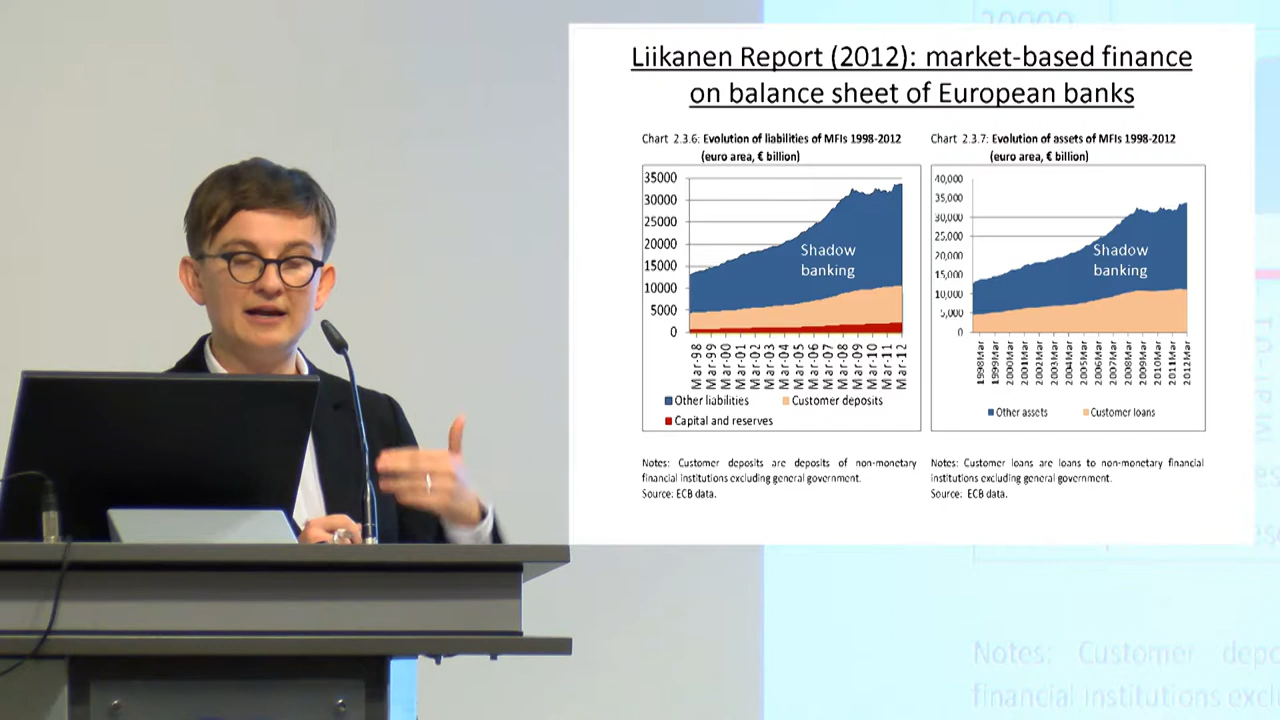 20000
Liikanen Report (2012): market-based finance
on balance sheet of European banks
Chart 2.3.6: Evolution of liabilities of MFIs 1998-2012
(euro area, € billion)
35000
30000
25000
20000
15000
10000
5000
0
Shadow
banking
Mar-98
Mar-99
Mar-00
Mar-01
Mar-02
Mar-03
Mar-04
Mar-05
Mar-06
Mar-07
Mar-08
Mar-09
Mar-10
Mar-11
Mar-12
Other liabilities
Customer deposits
Capital and reserves
Notes: Customer deposits are deposits of non-monetary
financial institutions excluding general government.
Source: ECB data.
Chart 2.3.7: Evolution of assets of MFIs 1998-2012
(euro area, € billion)
40,000
35,000
30,000
25,000
20,000
15,000
10,000
5,000
0
Shadow
banking
1998Mar
1999Mar
2000Mar
2001Mar
2002Mar
2003Mar
2004Mar
2005Mar
2006Mar
2007Mar
2008Mar
2009Mar
2010Mar
2011Mar
2012Mar
Other assets
Customer loans
Notes: Customer loans are loans to non-monetary financial
institutions excluding general government.
Source: ECB data.
Notes: Customer
financial institutions